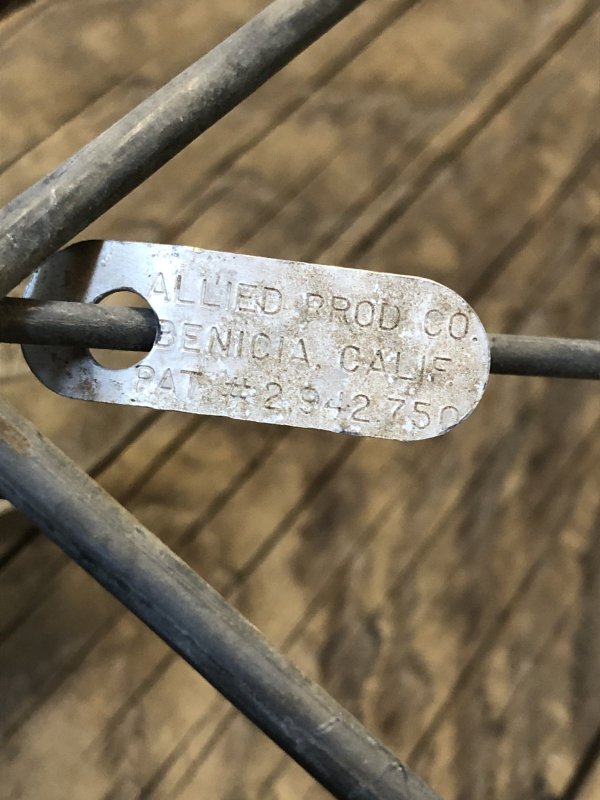 ALLIED PROD CO.
BENICIA, CALIF.
PAT # 2,942,750